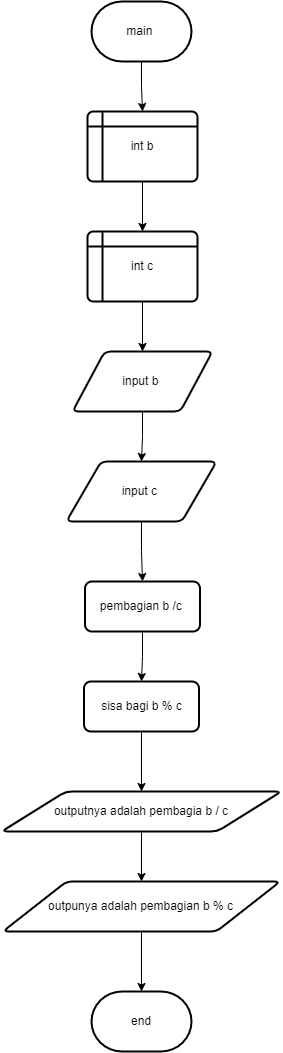 main
int b
int c
input b
input c
pembagian b /c
sisa bagi b % c
outputnya adalah pembagia b / c
outpunya adalah pembagian b % c
end